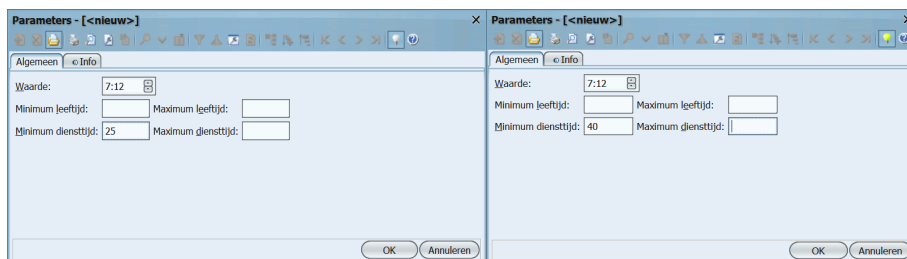 Parameters - [<nieuw>]
Algemeen Info
Waarde: 7:12
Minimum leeftijd: Maximum leeftijd:
Minimum diensttijd: 25 Maximum diensttijd:
OK Annuleren
Parameters - [<nieuw>]
Algemeen Info
Waarde: 7:12
Minimum leeftijd: Maximum leeftijd:
Minimum diensttijd: 40 Maximum diensttijd:
OK Annuleren